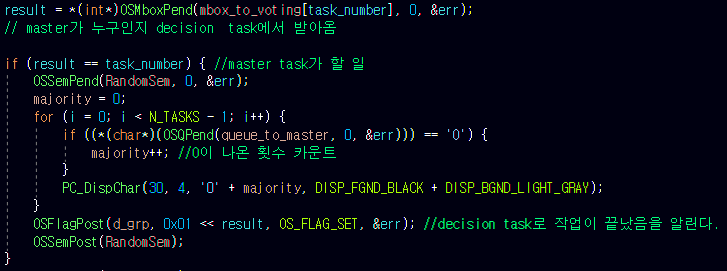 result = *(int*)OSMboxPend(mbox_to_voting[task_number], 0, &err);
// master가 누구인지 decision task에서 받아옴
if (result == task_number) { //master task가 할 일
OSSemPend(RandomSem, 0, &err);
majority = 0;
for (i = 0; i < N_TASKS - 1; i++) {
if ((*(char*)(OSQPend(queue_to_master, 0, &err))) == 'O') {
majority++; //O이 나온 횟수 카운트
}
PC_DispChar(30, 4, '0' + majority, DISP_FGND_BLACK + DISP_BGND_LIGHT_GRAY);
}
OSFlagPost(d_grp, 0x01 << result, OS_FLAG_SET, &err); //decision task로 작업이 끝났음을 알린다.
OSSemPost(RandomSem);
}